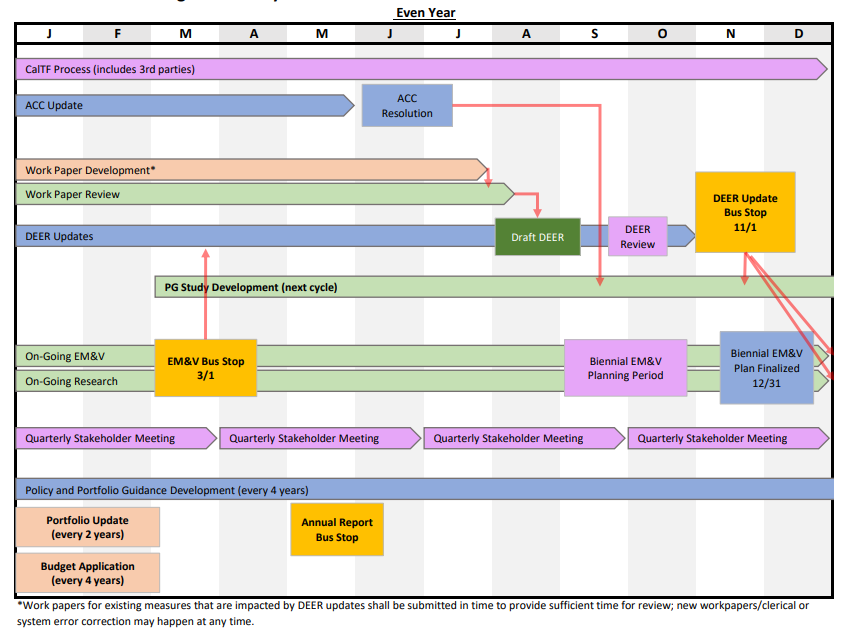 Even Year
J F M A M J J A S O N D
CalTF Process (includes 3rd parties)
ACC Update
ACC
Resolution
Work Paper Development*
Work Paper Review
DEER Update
Bus Stop
11/1
DEER Updates
Draft DEER
DEER
Review
PG Study Development (next cycle)
On-Going EM&V
On-Going Research
EM&V Bus Stop
3/1
Biennial EM&V
Planning Period
Biennial EM&V
Plan Finalized
12/31
Quarterly Stakeholder Meeting
Quarterly Stakeholder Meeting
Quarterly Stakeholder Meeting
Quarterly Stakeholder Meeting
Policy and Portfolio Guidance Development (every 4 years)
Portfolio Update
(every 2 years)
Annual Report
Bus Stop
Budget Application
(every 4 years)
*Work papers for existing measures that are impacted by DEER updates shall be submitted in time to provide sufficient time for review; new workpapers/clerical or
system error correction may happen at any time.